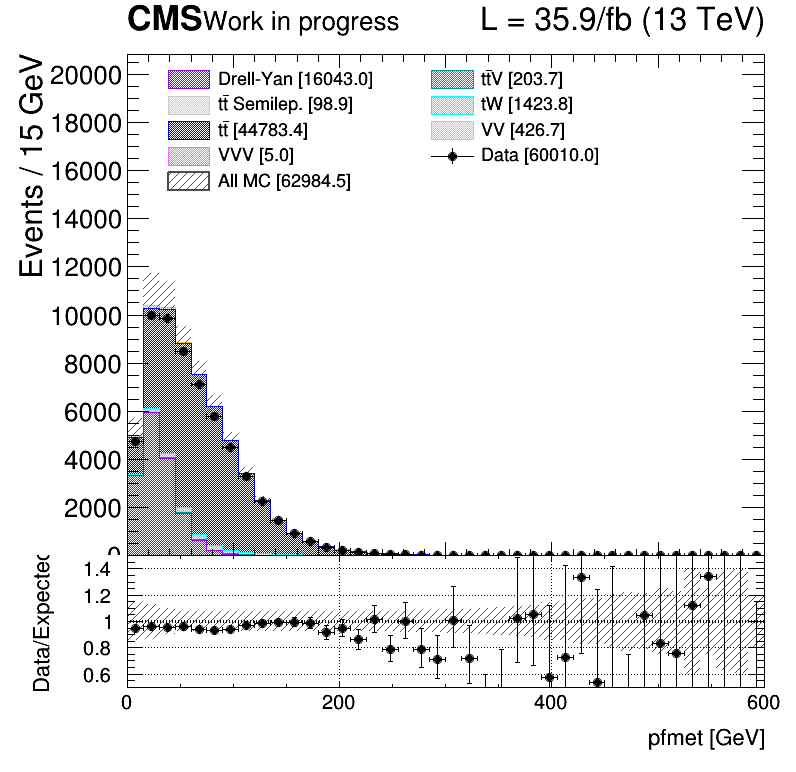 CMS Work in progress L = 35.9/fb (13 TeV)
Events / 15 GeV
20000
18000
16000
14000
12000
10000
8000
6000
4000
2000
0
Drell-Yan [16043.0]
tt̄ Semilep. [98.9]
tt̄ [44783.4]
VVV [5.0]
All MC [62984.5]
tt̄V [203.7]
tW [1423.8]
VV [426.7]
Data [60010.0]
Data/Expected
1.4
1.2
1
0.8
0.6
0 200 400 600
pfmet [GeV]